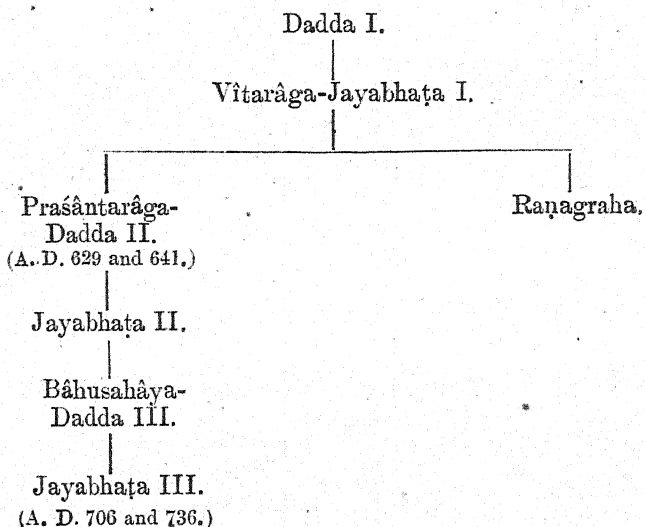 Dadda I.
Vîtarâga-Jayabhaṭa I.
Praśântarâga-
Dadda II.
(A. D. 629 and 641.)
Raṇagraha.
Jayabhaṭa II.
Bâhusahâya-
Dadda III.
Jayabhaṭa III.
(A. D. 706 and 736.)